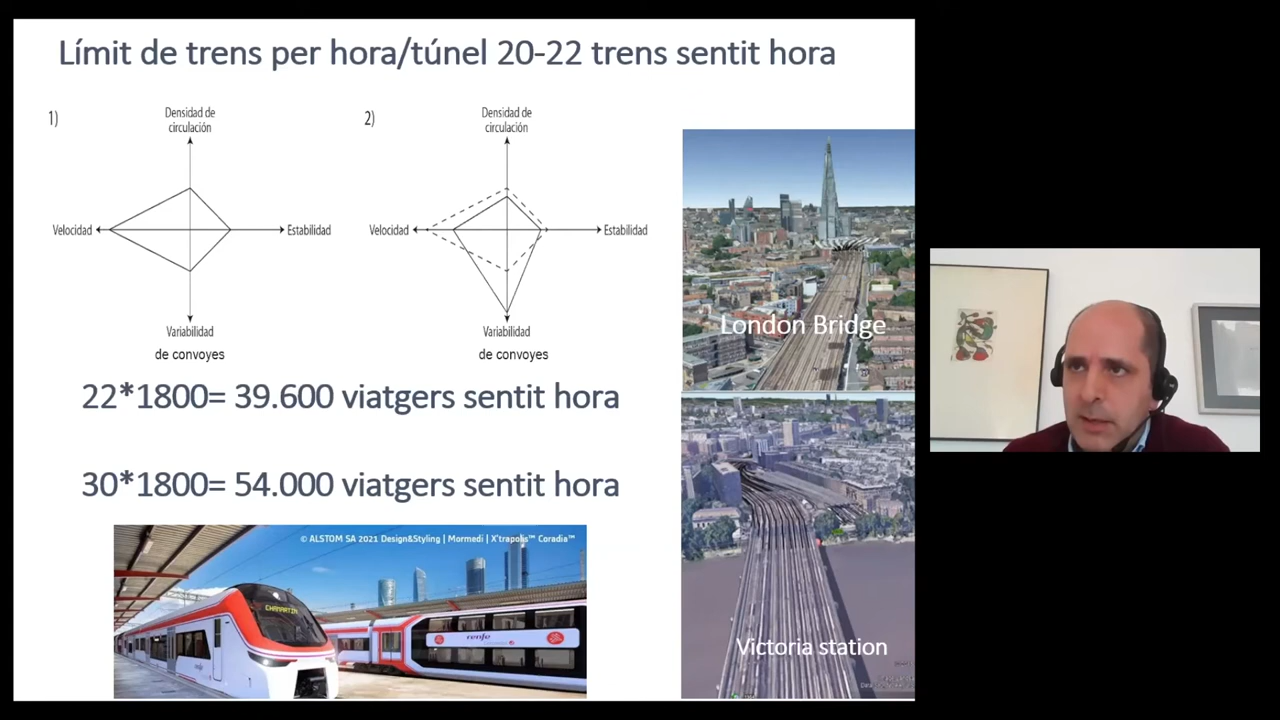 Límit de trens per hora/túnel 20-22 trens sentit hora
1)
Densidad de
circulación
Velocidad
Estabilidad
Variabilidad
de convoyes
2)
Densidad de
circulación
Velocidad
Estabilidad
Variabilidad
de convoyes
22*1800= 39.600 viatgers sentit hora
30*1800= 54.000 viatgers sentit hora
© ALSTOM SA 2021 Design&Styling | Mormedi | X'trapolis™ Coradia™
CHAMARTIN
renfe
renfe
London Bridge
Victoria station